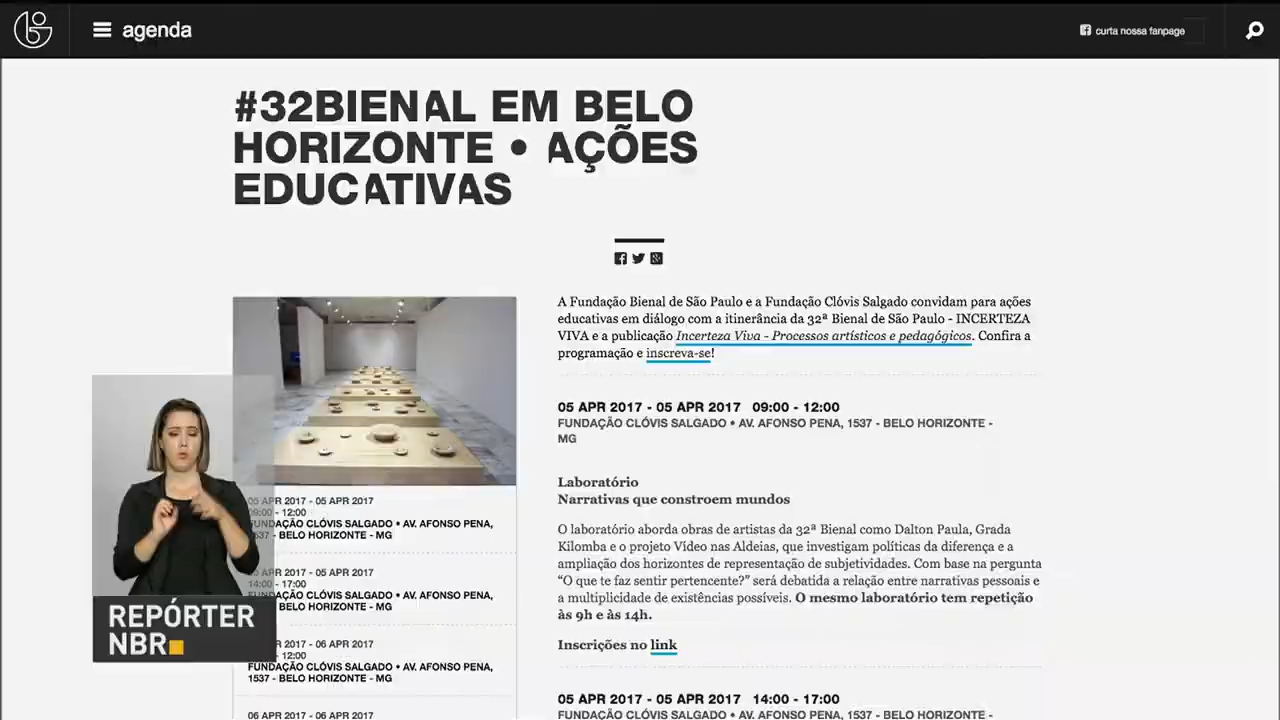 agenda
curta nossa fanpage
#32BIENAL EM BELO
HORIZONTE • AÇÕES
EDUCATIVAS
A Fundação Bienal de São Paulo e a Fundação Clóvis Salgado convidam para ações
educativas em diálogo com a itinerância da 32ª Bienal de São Paulo - INCERTEZA
VIVA e a publicação Incerteza Viva - Processos artísticos e pedagógicos. Confira a
programação e inscreva-se!
05 APR 2017 - 05 APR 2017 09:00 - 12:00
FUNDAÇÃO CLÓVIS SALGADO • AV. AFONSO PENA, 1537 - BELO HORIZONTE -
MG
Laboratório
Narrativas que constroem mundos
O laboratório aborda obras de artistas da 32ª Bienal como Dalton Paula, Grada
Kilomba e o projeto Vídeo nas Aldeias, que investigam políticas da diferença e a
ampliação dos horizontes de representação de subjetividades. Com base na pergunta
“O que te faz sentir pertencente?” será debatida a relação entre narrativas pessoais e
a multiplicidade de existências possíveis. O mesmo laboratório tem repetição
às 9h e às 14h.
Inscrições no link
05 APR 2017 - 05 APR 2017 14:00 - 17:00
FUNDAÇÃO CLÓVIS SALGADO • AV. AFONSO PENA, 1537 - BELO HORIZONTE -
05 APR 2017 - 05 APR 2017
09:00 - 12:00
FUNDAÇÃO CLÓVIS SALGADO • AV. AFONSO PENA,
1537 - BELO HORIZONTE - MG
APR 2017 - 05 APR 2017
14:00 - 17:00
FUNDAÇÃO CLÓVIS SALGADO • AV. AFONSO PENA,
- BELO HORIZONTE - MG
APR 2017 - 06 APR 2017
- 12:00
FUNDAÇÃO CLÓVIS SALGADO • AV. AFONSO PENA,
1537 - BELO HORIZONTE - MG
06 APR 2017 - 06 APR 2017
REPÓRTER
NBR